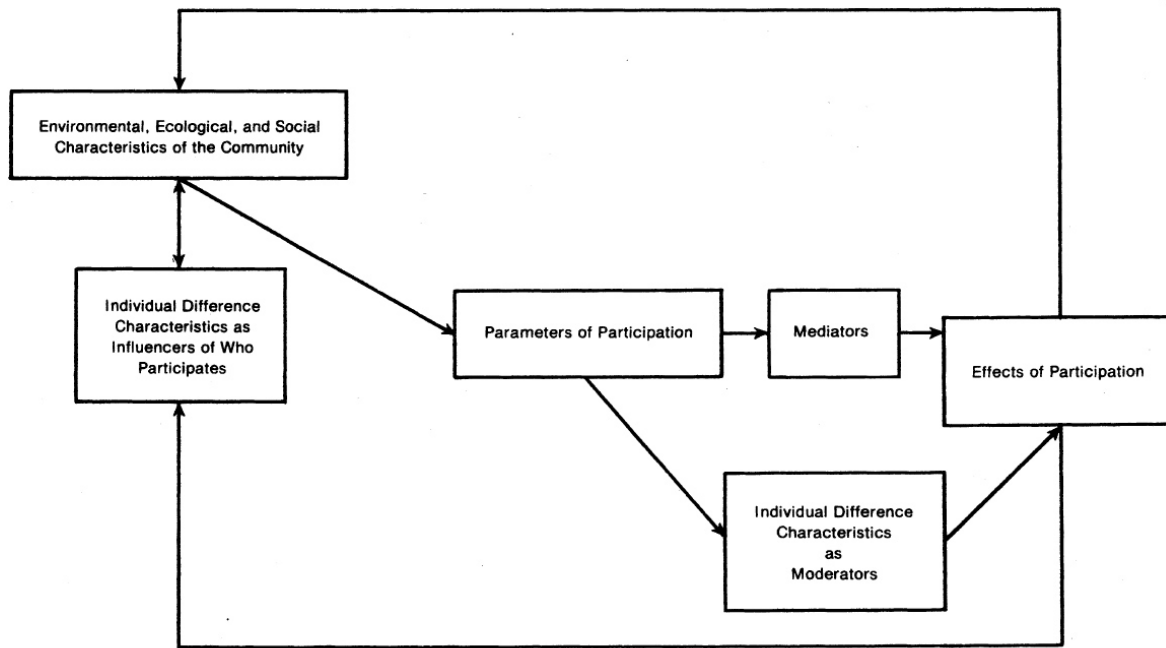 Environmental, Ecological, and Social
Characteristics of the Community
Individual Difference
Characteristics as
Influencers of Who
Participates
Parameters of Participation
Mediators
Effects of Participation
Individual Difference
Characteristics
as
Moderators